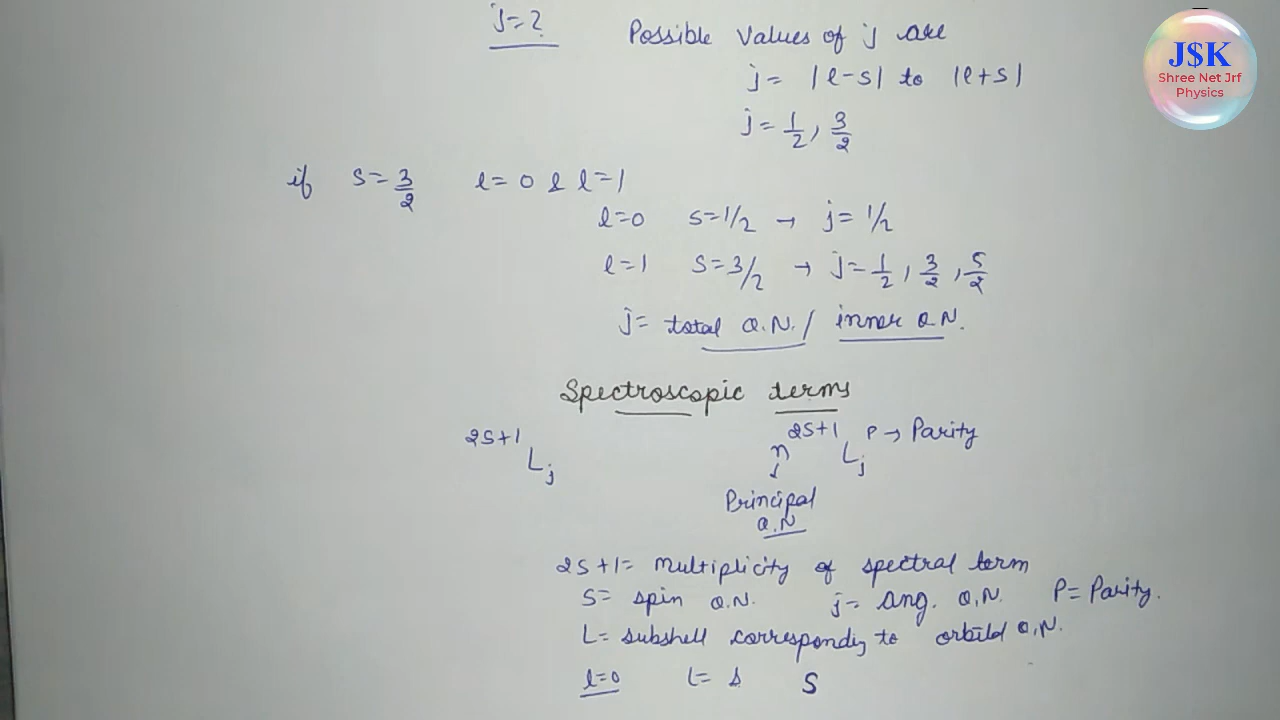 j=?
Possible Values of j are
j = |l-s| to |l+s|
j = 1/2, 3/2
if s=3/2 l=0 & l=1
l=0 s=1/2 → j=1/2
l=1 s=3/2 → j=1/2, 3/2, 5/2
j= total Q.N./ inner Q.N.
Spectroscopic terms
2S+1 L j
n 2S+1 L j P → Parity
↓
Principal
Q.N
2S+1= Multiplicity of spectral term
S= spin Q.N. j= ang. Q.N. P= Parity.
L= subshell corresponding to orbital Q.N.
l=0 L= s S
JSK
Shree Net Jrf
Physics